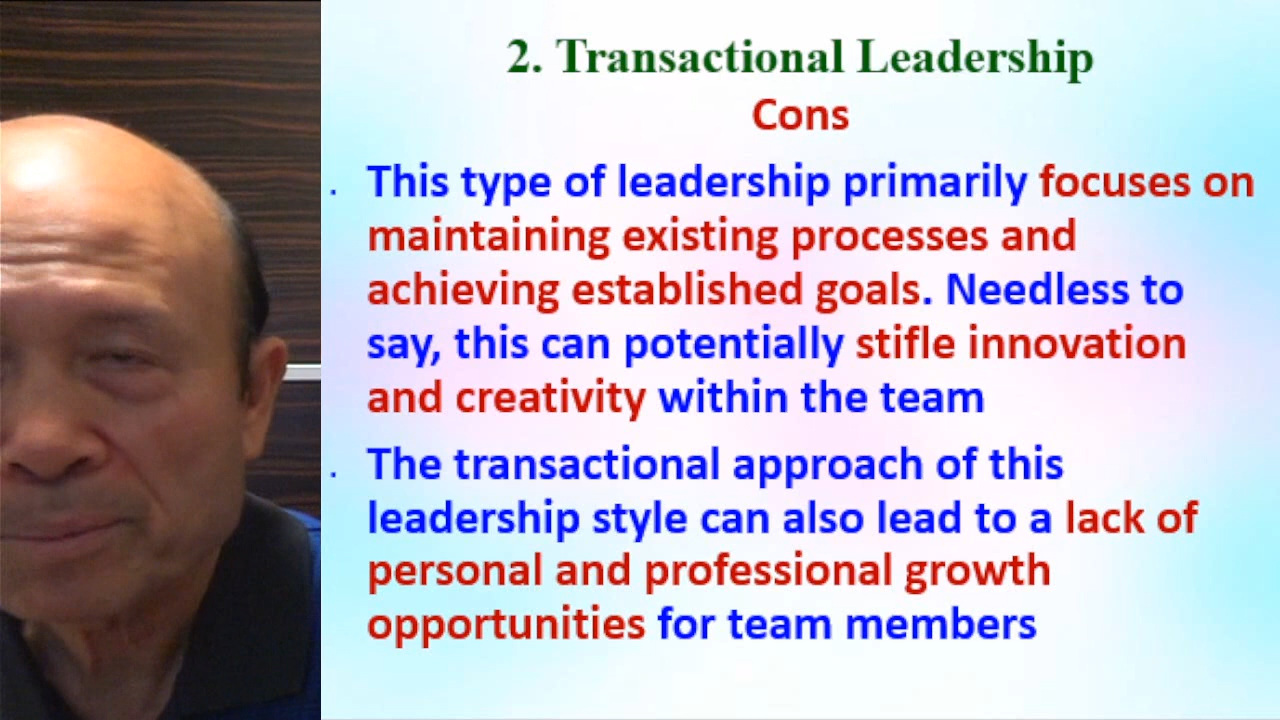 2. Transactional Leadership
Cons
. This type of leadership primarily focuses on
maintaining existing processes and
achieving established goals. Needless to
say, this can potentially stifle innovation
and creativity within the team
. The transactional approach of this
leadership style can also lead to a lack of
personal and professional growth
opportunities for team members